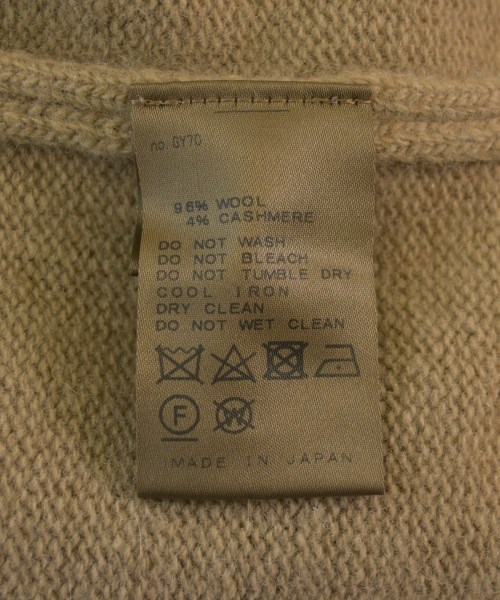 no. GY70
96% WOOL
4% CASHMERE
DO NOT WASH
DO NOT BLEACH
DO NOT TUMBLE DRY
COOL IRON
DRY CLEAN
DO NOT WET CLEAN
F W
MADE IN JAPAN